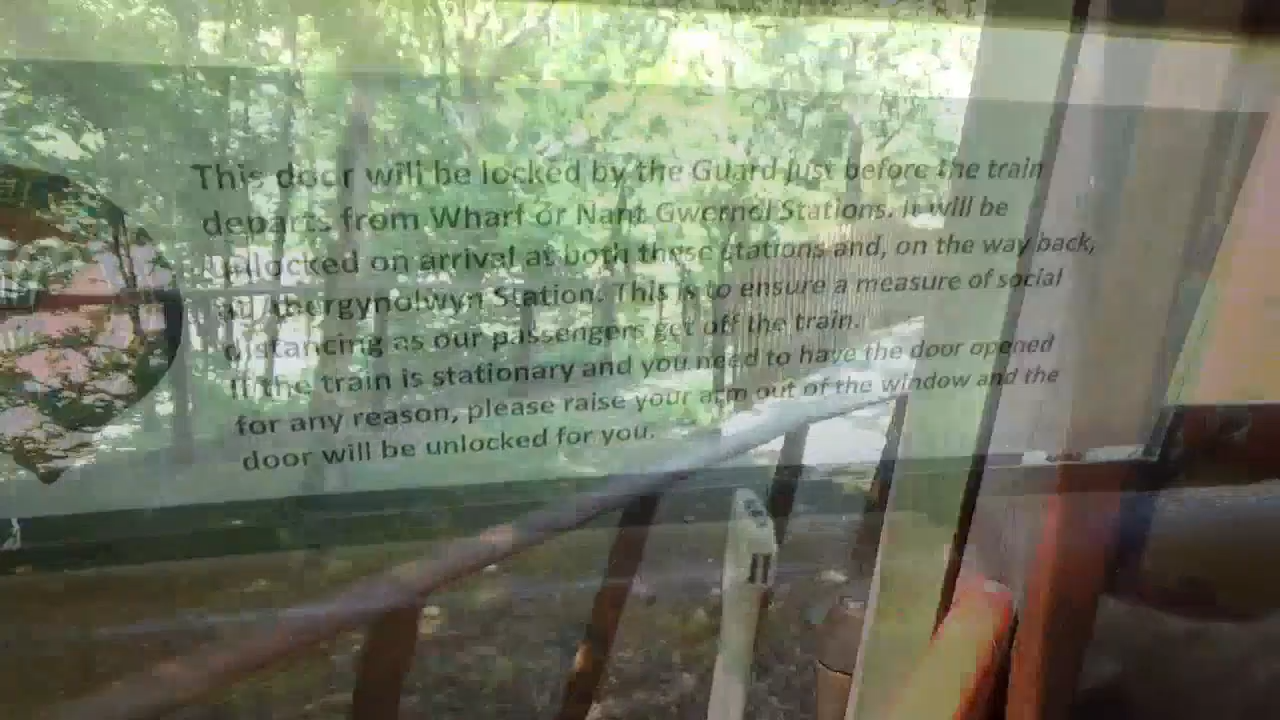 This door will be locked by the Guard just before the train
departs from Wharf or Nant Gwernol Stations. It will be
unlocked on arrival at both these stations and, on the way back,
at Abergynolwyn Station. This is to ensure a measure of social
distancing as our passengers get off the train.
If the train is stationary and you need to have the door opened
for any reason, please raise your arm out of the window and the
door will be unlocked for you.